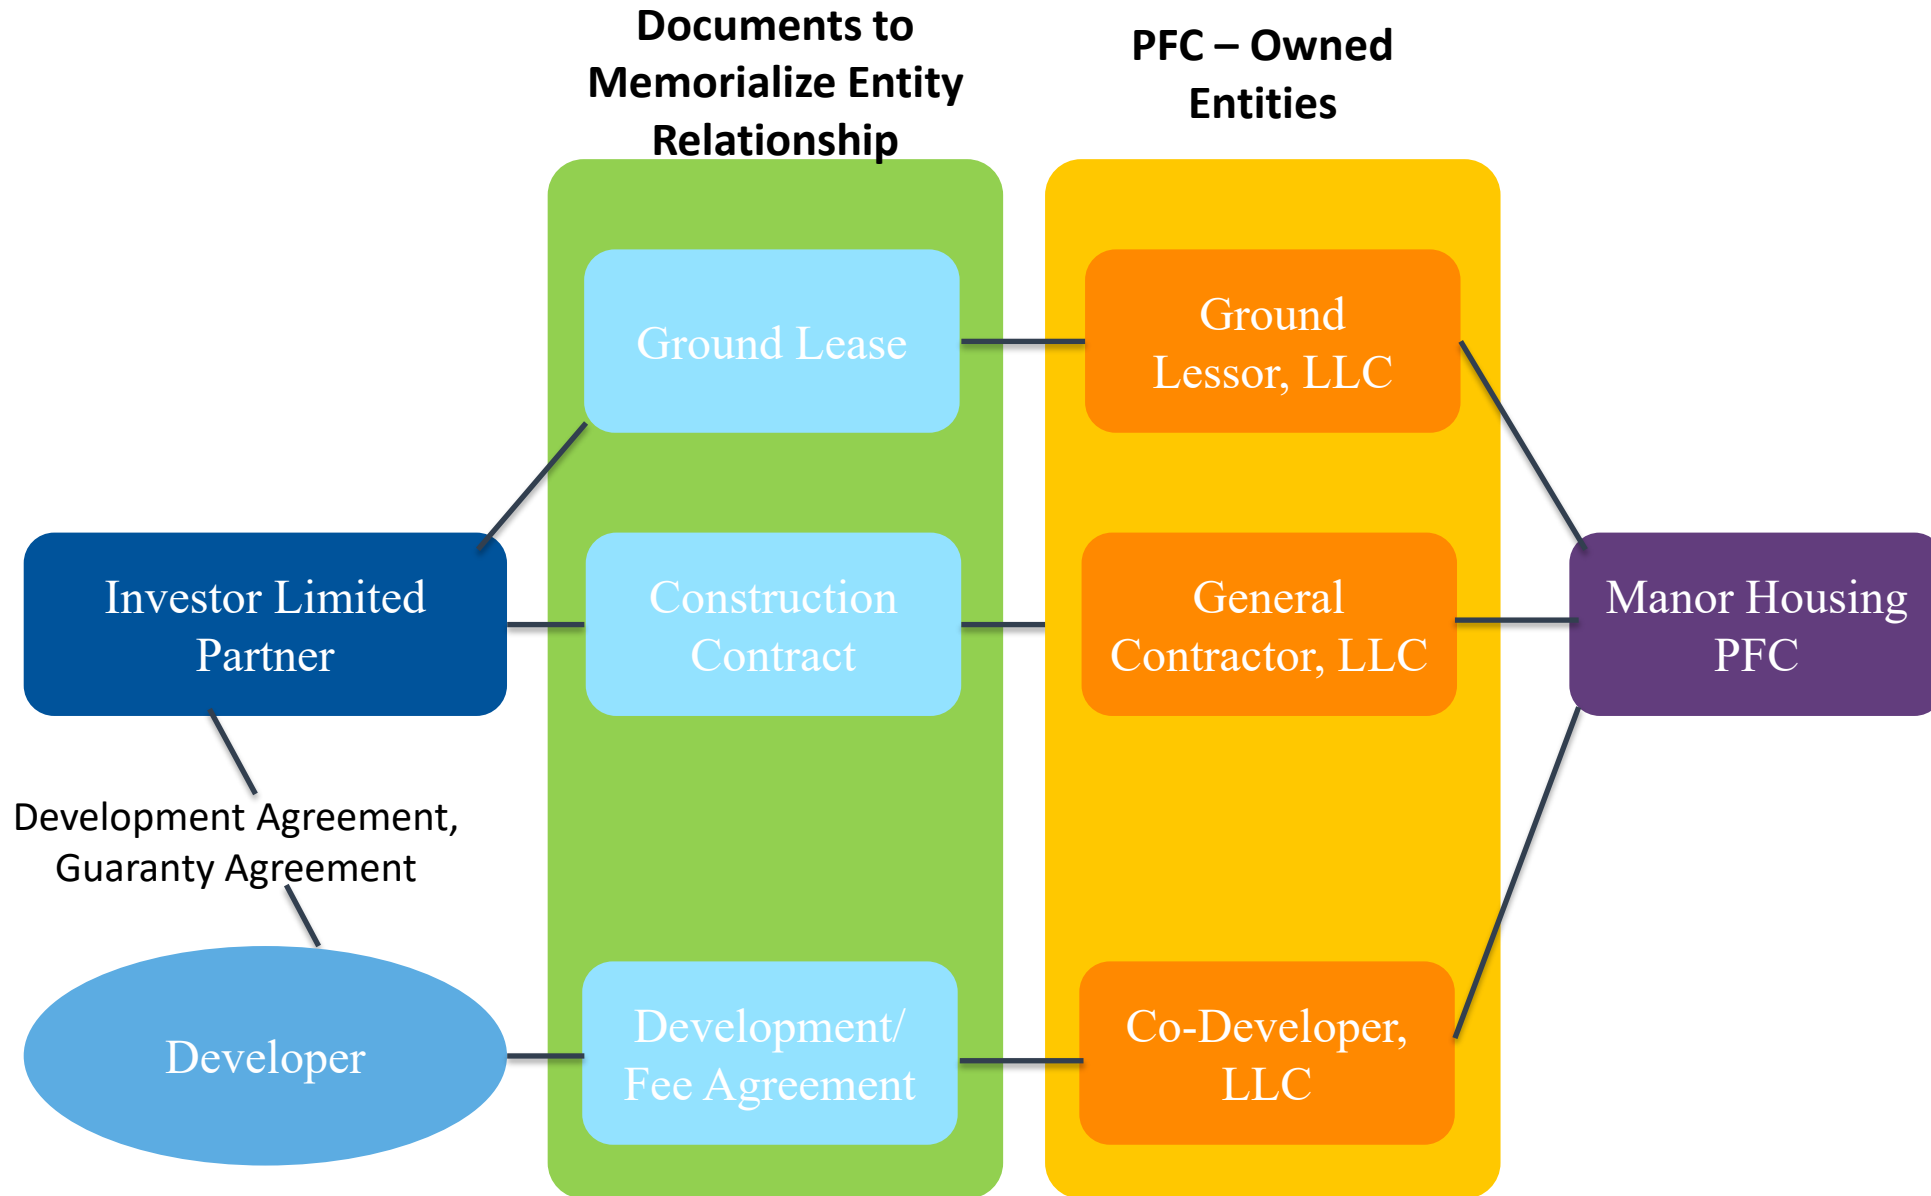 Documents to
Memorialize Entity
Relationship
PFC – Owned
Entities
Ground Lease
Ground
Lessor, LLC
Investor Limited
Partner
Construction
Contract
General
Contractor, LLC
Manor Housing
PFC
Development Agreement,
Guaranty Agreement
Developer
Development/
Fee Agreement
Co-Developer,
LLC